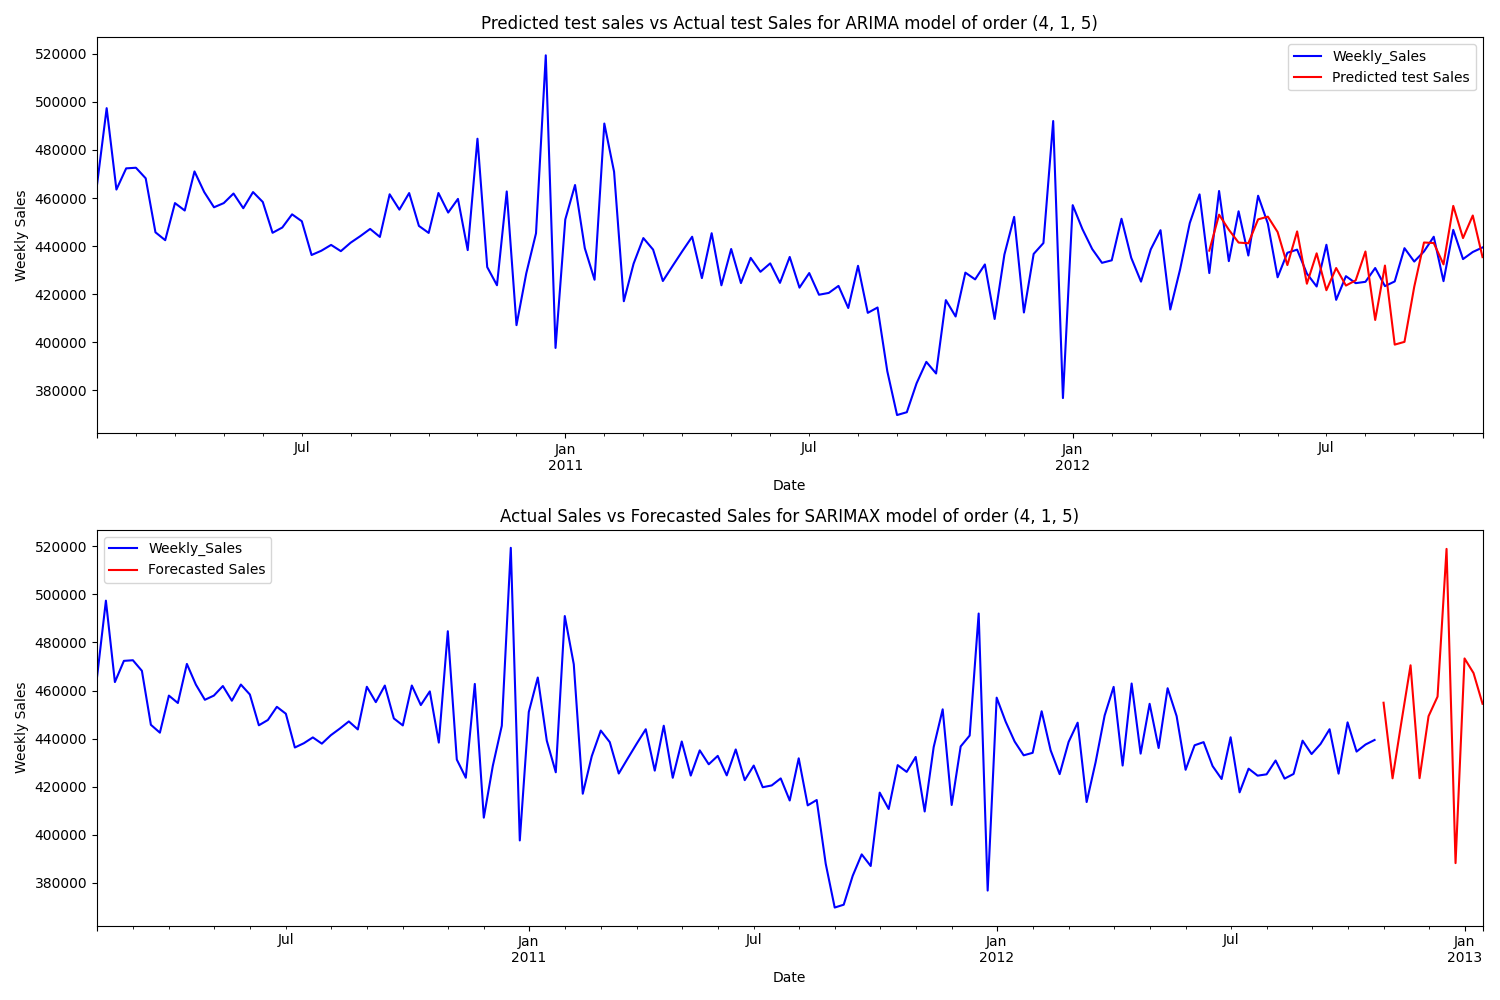 Predicted test sales vs Actual test Sales for ARIMA model of order (4, 1, 5)
Weekly_Sales
Predicted test Sales
520000
500000
480000
460000
440000
420000
400000
380000
Weekly Sales
Jul
Jan
2011
Jul
Jan
2012
Jul
Date
Actual Sales vs Forecasted Sales for SARIMAX model of order (4, 1, 5)
Weekly_Sales
Forecasted Sales
520000
500000
480000
460000
440000
420000
400000
380000
Weekly Sales
Jul
Jan
2011
Jul
Jan
2012
Jul
Jan
2013
Date